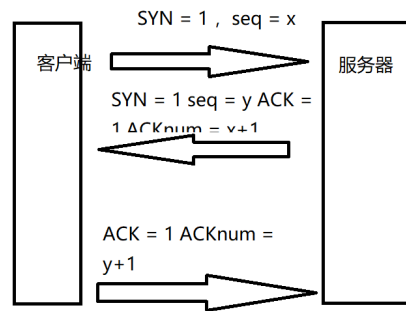 SYN = 1 ，seq = x
客户端
服务器
SYN = 1 seq = y ACK =
1 ACKnum = x+1
ACK = 1 ACKnum =
y+1